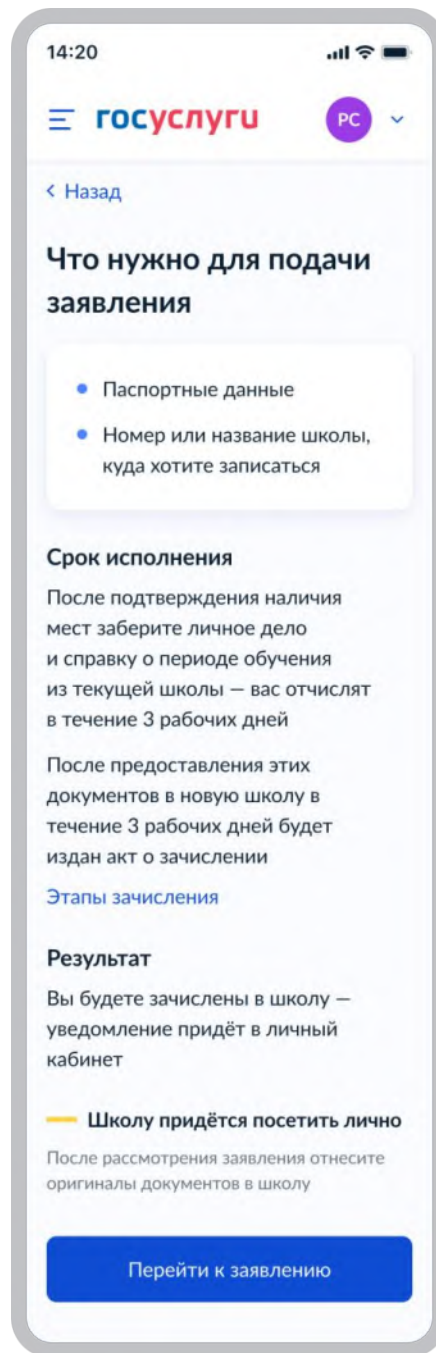 14:20
госуслуги
РС
Назад
Что нужно для подачи
заявления
Паспортные данные
Номер или название школы,
куда хотите записаться
Срок исполнения
После подтверждения наличия
мест заберите личное дело
и справку о периоде обучения
из текущей школы — вас отчислят
в течение 3 рабочих дней
После предоставления этих
документов в новую школу в
течение 3 рабочих дней будет
издан акт о зачислении
Этапы зачисления
Результат
Вы будете зачислены в школу —
уведомление придёт в личный
кабинет
Школу придётся посетить лично
После рассмотрения заявления отнесите
оригиналы документов в школу
Перейти к заявлению